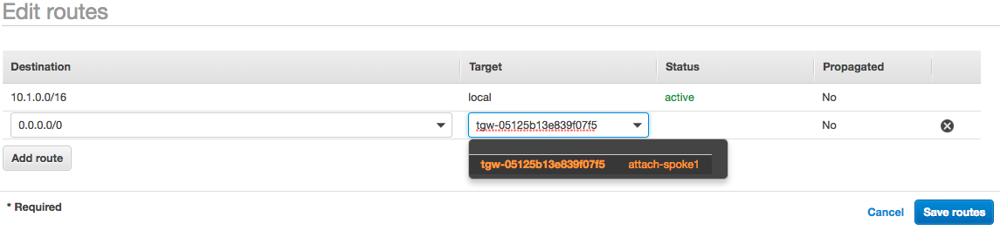 Edit routes
Destination Target Status Propagated
10.1.0.0/16 local active No
0.0.0.0/0 tgw-05125b13e839f07f5 No
tgw-05125b13e839f07f5 attach-spoke1
Add route
* Required
Cancel Save routes